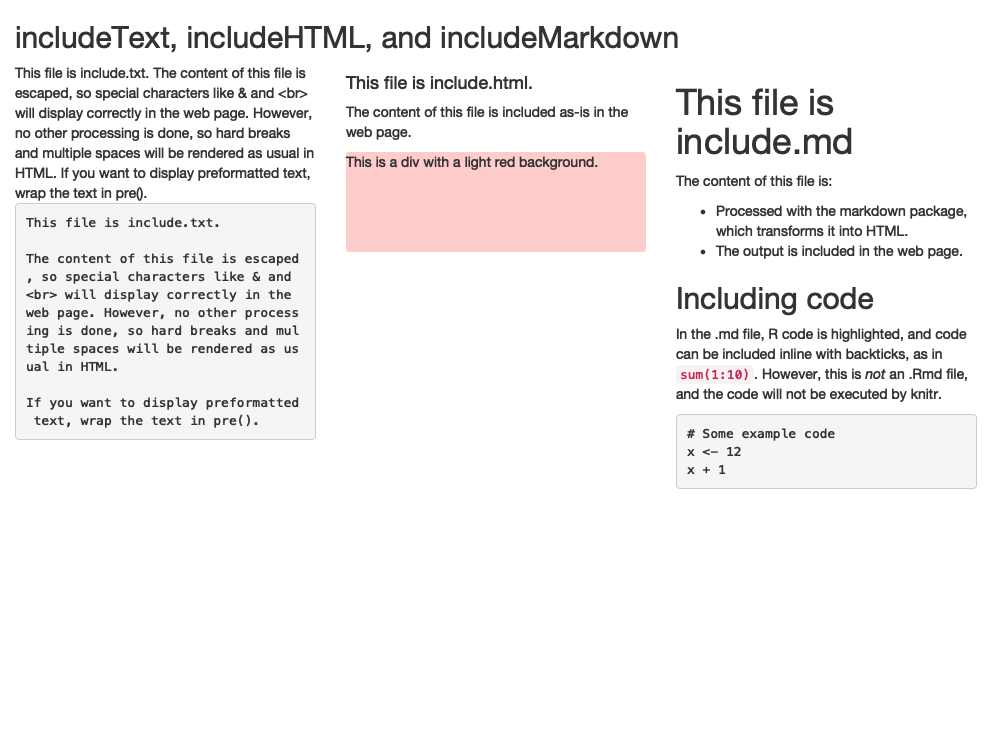 includeText, includeHTML, and includeMarkdown
This file is include.txt. The content of this file is
escaped, so special characters like & and <br>
will display correctly in the web page. However,
no other processing is done, so hard breaks
and multiple spaces will be rendered as usual in
HTML. If you want to display preformatted text,
wrap the text in pre().
This file is include.txt.
The content of this file is escaped
, so special characters like & and
<br> will display correctly in the
web page. However, no other process
ing is done, so hard breaks and mul
tiple spaces will be rendered as us
ual in HTML.
If you want to display preformatted
text, wrap the text in pre().
This file is include.html.
The content of this file is included as-is in the
web page.
This is a div with a light red background.
This file is
include.md
The content of this file is:
• Processed with the markdown package,
which transforms it into HTML.
• The output is included in the web page.
Including code
In the .md file, R code is highlighted, and code
can be included inline with backticks, as in
sum(1:10) . However, this is not an .Rmd file,
and the code will not be executed by knitr.
# Some example code
x <- 12
x + 1